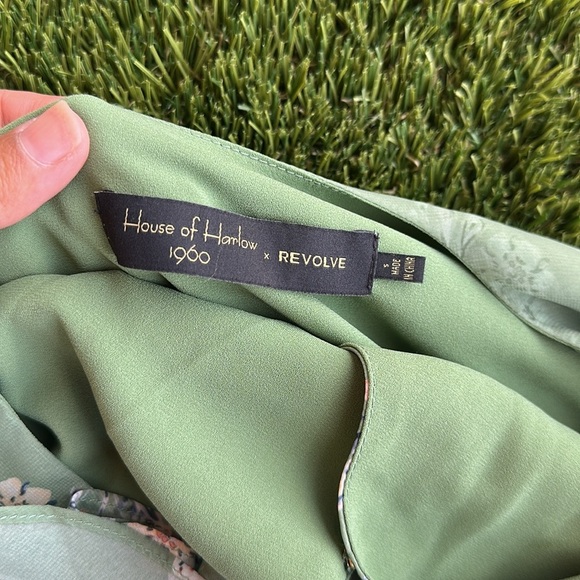 House of Harlow
1960 × REVOLVE
S
MADE
IN CHINA